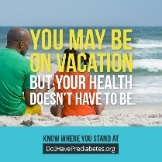 YOU MAY BE
ON VACATION
BUT YOUR HEALTH
DOESN'T HAVE TO BE.
KNOW WHERE YOU STAND AT
DoIHavePrediabetes.org